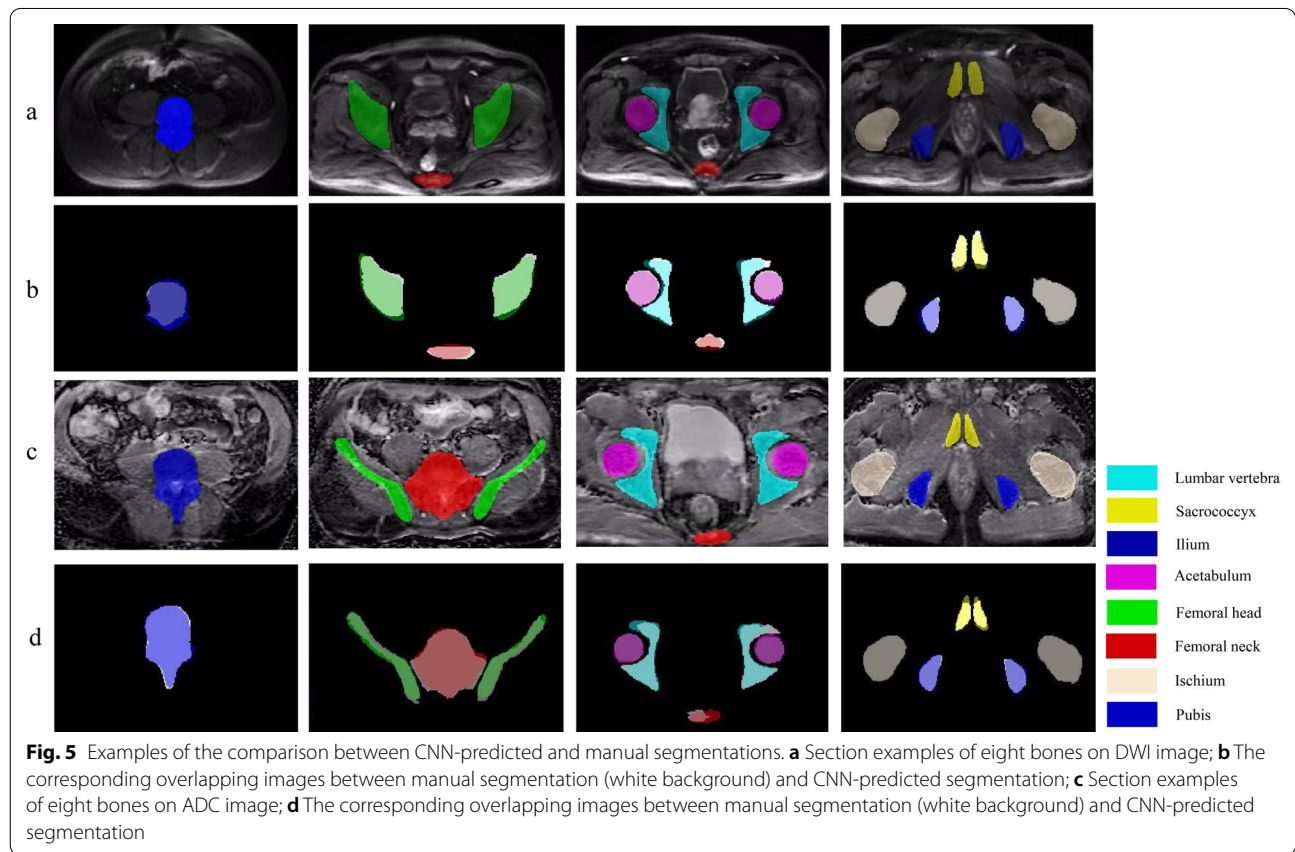 a
b
c
d
Lumbar vertebra
Sacrococcyx
Ilium
Acetabulum
Femoral head
Femoral neck
Ischium
Pubis
Fig. 5 Examples of the comparison between CNN-predicted and manual segmentations. a Section examples of eight bones on DWI image; b The
corresponding overlapping images between manual segmentation (white background) and CNN-predicted segmentation; c Section examples
of eight bones on ADC image; d The corresponding overlapping images between manual segmentation (white background) and CNN-predicted
segmentation